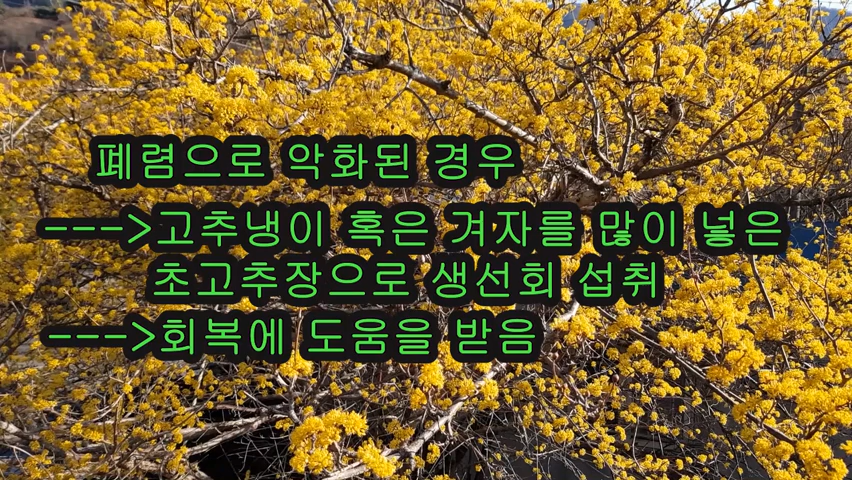 폐렴으로 악화된 경우
--->고추냉이 혹은 겨자를 많이 넣은
초고추장으로 생선회 섭취
--->회복에 도움을 받음